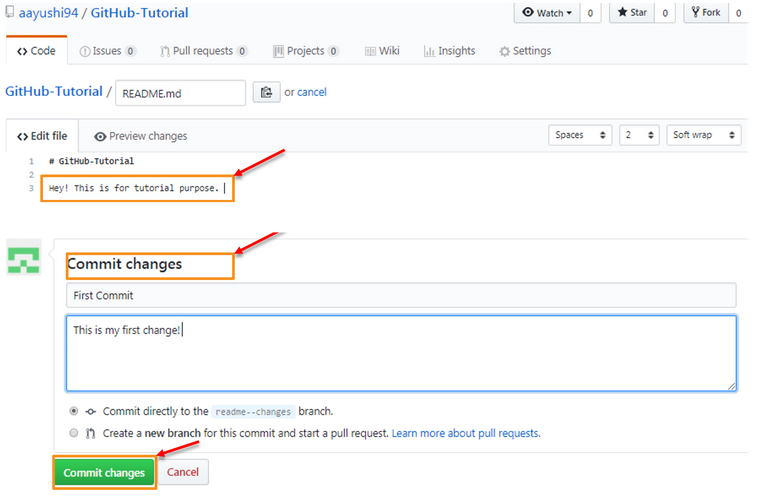 aayushi94 / GitHub-Tutorial
Watch 0 Star 0 Fork 0
Code Issues 0 Pull requests 0 Projects 0 Wiki Insights Settings
GitHub-Tutorial / README.md or cancel
Edit file Preview changes Spaces 2 Soft wrap
1 # GitHub-Tutorial
2
3 Hey! This is for tutorial purpose.
Commit changes
First Commit
This is my first change!
Commit directly to the readme--changes branch.
Create a new branch for this commit and start a pull request. Learn more about pull requests.
Commit changes Cancel